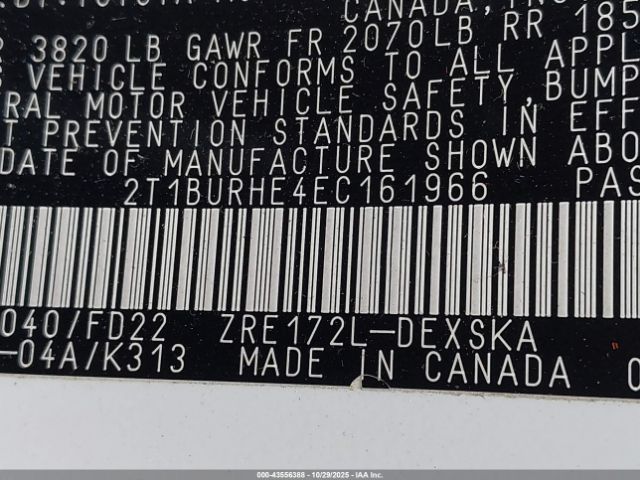 CANADA, INC
3820 LB GAWR FR 2070LB RR 185
VEHICLE CONFORMS TO ALL APPL
RAL MOTOR VEHICLE SAFETY, BUMP
T PREVENTION STANDARDS IN EFF
DATE OF MANUFACTURE SHOWN ABO
2T1BURHE4EC161966 PAS
040/FD22 ZRE172L-DEXSKA
-04A/K313 MADE IN CANADA
000-43556388 - 10/29/2025 - IAA Inc.